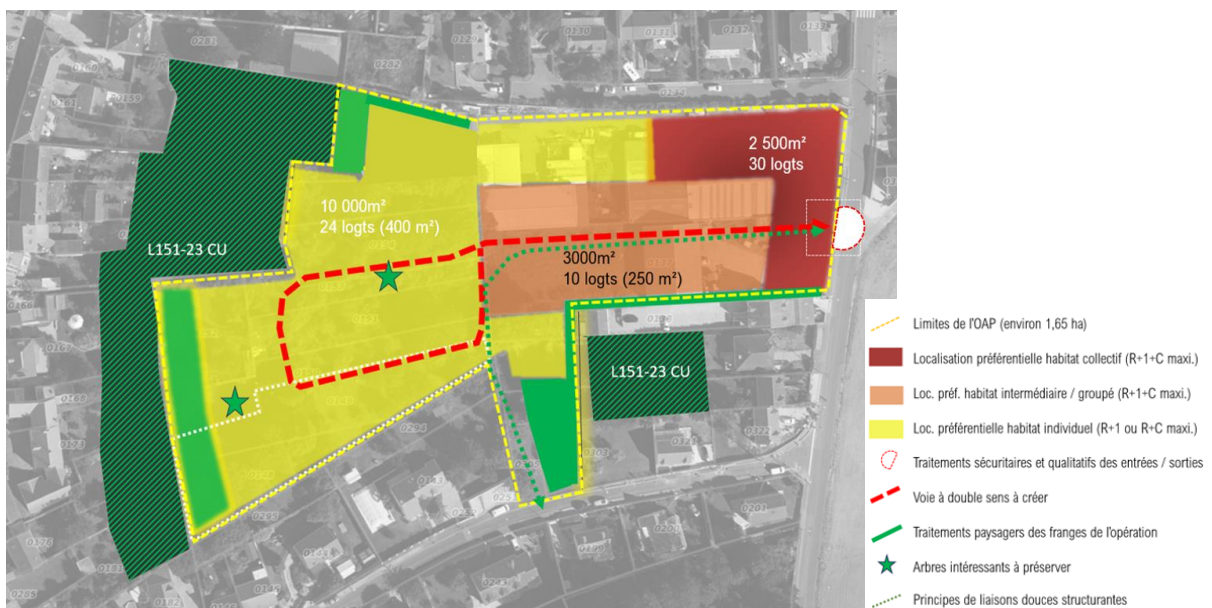 2 500m²
30 logts
10 000m²
24 logts (400 m²)
L151-23 CU
3000m²
10 logts (250 m²)
L151-23 CU
Limites de l'OAP (environ 1,65 ha)
Localisation préférentielle habitat collectif (R+1+C maxi.)
Loc. préf. habitat intermédiaire / groupé (R+1+C maxi.)
Loc. préférentielle habitat individuel (R+1 ou R+C maxi.)
Traitements sécuritaires et qualitatifs des entrées / sorties
Voie à double sens à créer
Traitements paysagers des franges de l'opération
Arbres intéressants à préserver
Principes de liaisons douces structurantes